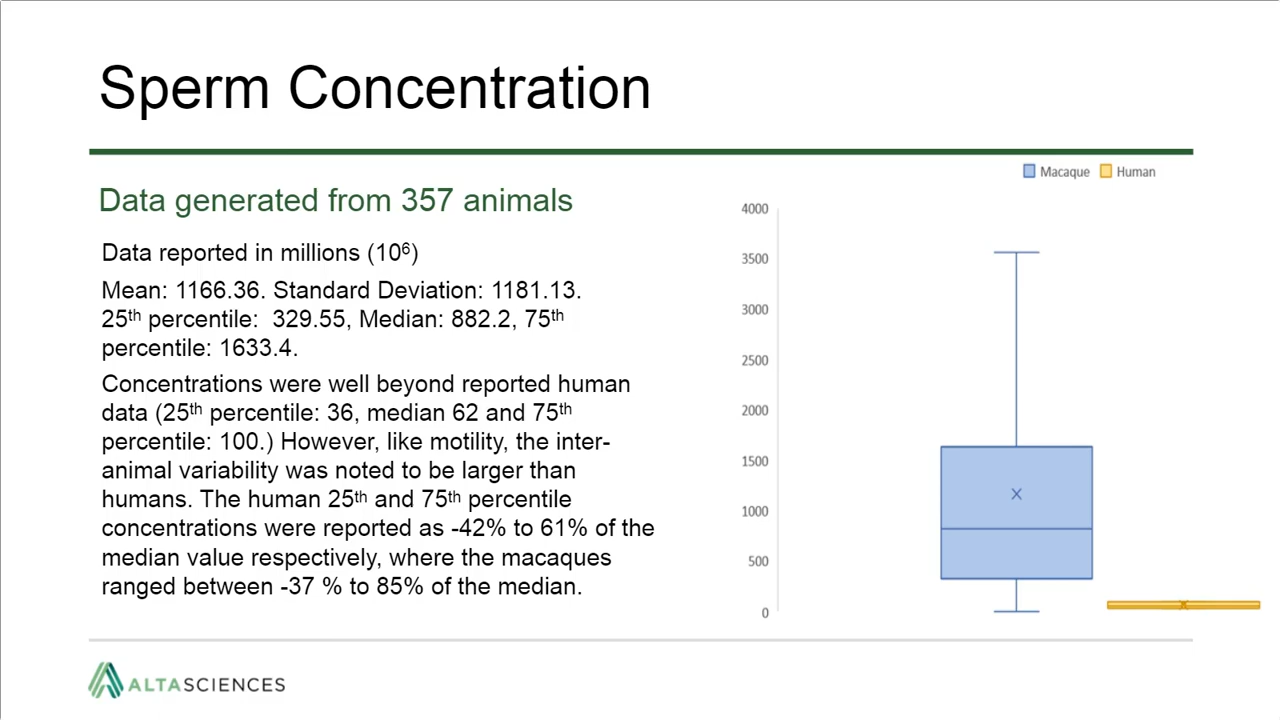 Sperm Concentration
Data generated from 357 animals
Data reported in millions (10⁶)
Mean: 1166.36. Standard Deviation: 1181.13.
25ᵗʰ percentile:  329.55, Median: 882.2, 75ᵗʰ
percentile: 1633.4.
Concentrations were well beyond reported human
data (25ᵗʰ percentile: 36, median 62 and 75ᵗʰ
percentile: 100.) However, like motility, the inter-
animal variability was noted to be larger than
humans. The human 25ᵗʰ and 75ᵗʰ percentile
concentrations were reported as -42% to 61% of the
median value respectively, where the macaques
ranged between -37 % to 85% of the median.
Macaque Human
4000
3500
3000
2500
2000
1500
1000
500
0
ALTASCIENCES